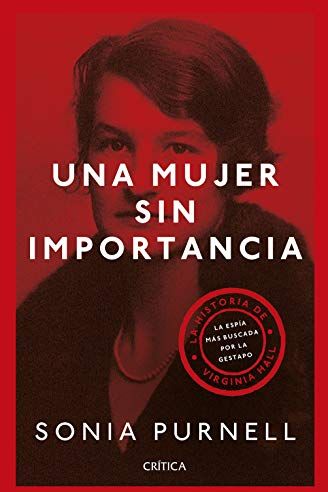 UNA MUJER
SIN
IMPORTANCIA
LA HISTORIA DE
LA ESPÍA
MÁS BUSCADA
POR LA
GESTAPO
VIRGINIA HALL
SONIA PURNELL
CRÍTICA